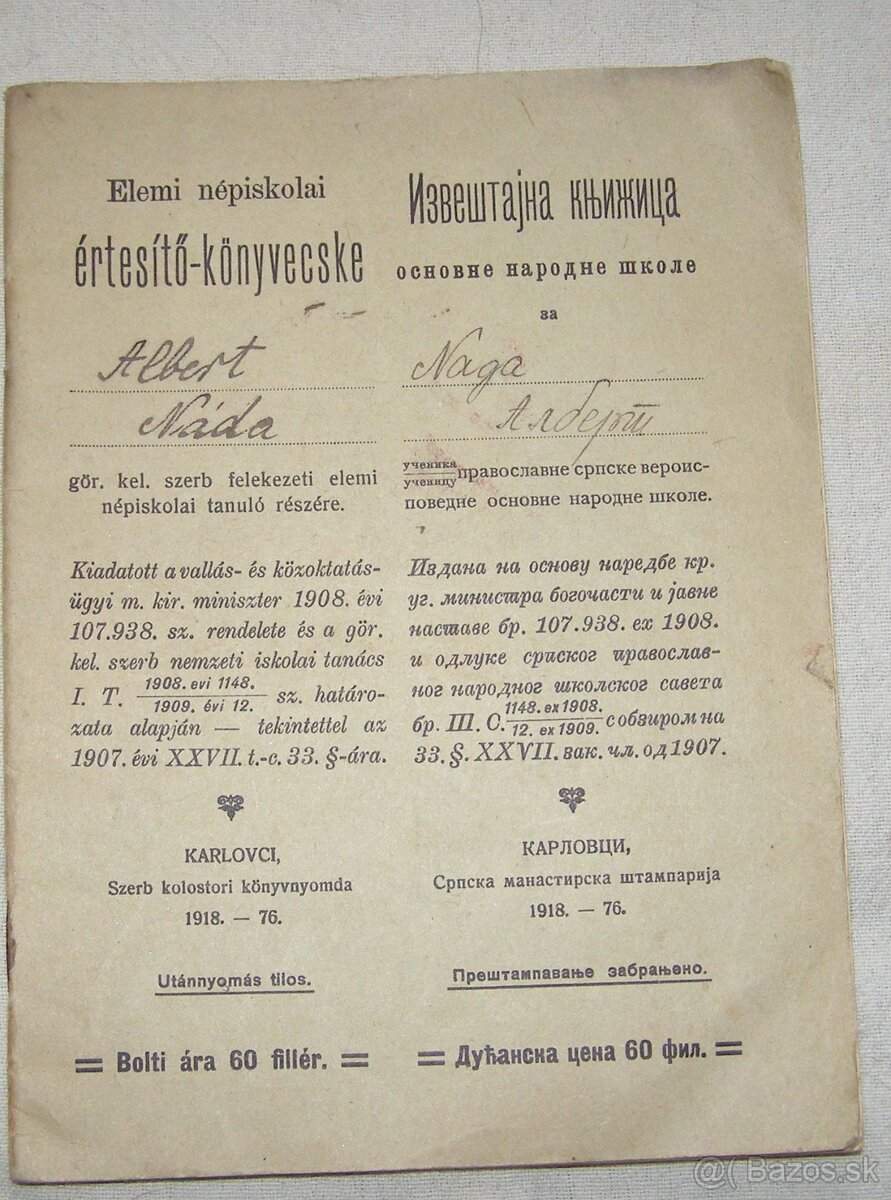 Elemi népiskolai
értesítő-könyvecske
Albert
Náda
gör. kel. szerb felekezeti elemi
népiskolai tanuló részére.
Kiadatott a vallás- és közoktatás-
ügyi m. kir. miniszter 1908. évi
107.938. sz. rendelete és a gör.
kel. szerb nemzeti iskolai tanács
I. T. 1908. evi 1148. / 1909. évi 12. sz. határo-
zata alapján — tekintettel az
1907. évi XXVII. t.-c. 33. §-ára.
KARLOVCI,
Szerb kolostori könyvnyomda
1918. — 76.
Utánnyomás tilos.
= Bolti ára 60 fillér. =
Извештајна књижица
основне народне школе
за
Нада
Алберт
ученика / ученицу православне српске вероис-
поведне основне народне школе.
Издана на основу наредбе кр.
уг. министра богочасти и јавне
наставе бр. 107.938. ex 1908.
и одлуке српског православ-
ног народног школског савета
бр. Ш. С. 1148. ex 1908. / 12. ex 1909. с обзиром на
33. §. XXVII. зак. чл. од 1907.
КАРЛОВЦИ,
Српска манастирска штампарија
1918. — 76.
Прештампавање забрањено.
= Дућанска цена 60 фил. =
@( Bazos.sk